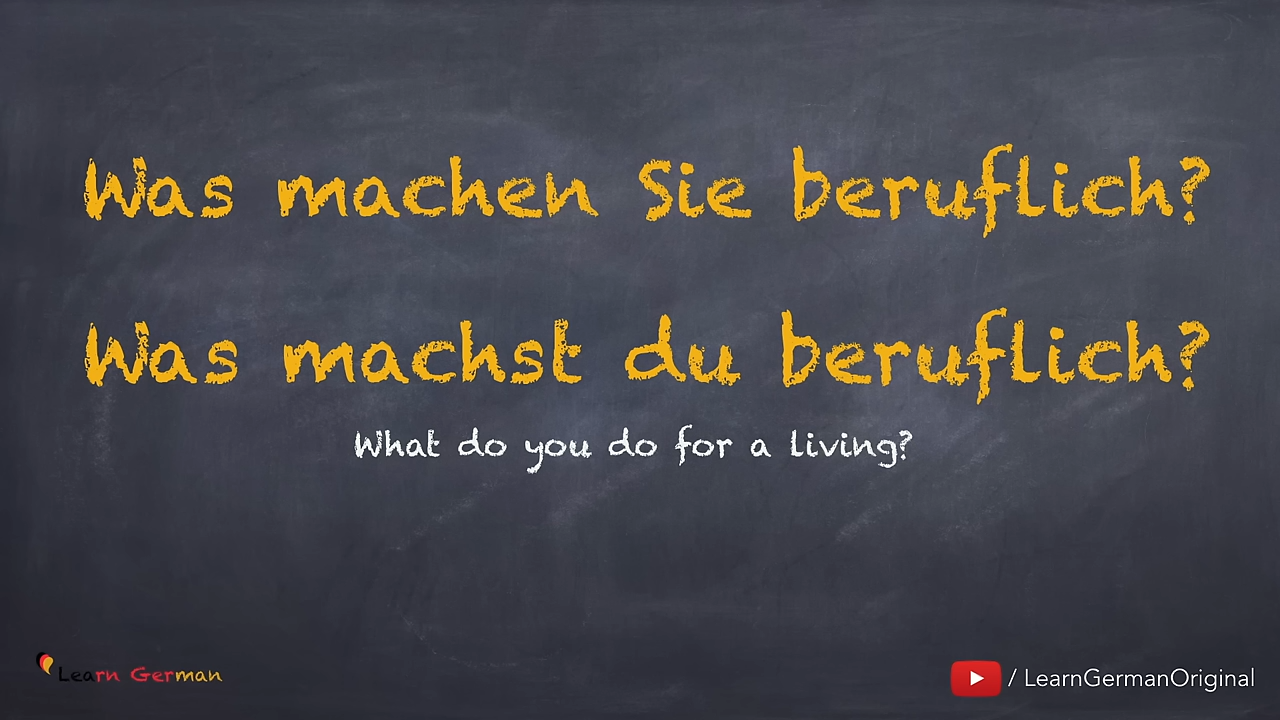 Was machen Sie beruflich?
Was machst du beruflich?
What do you do for a living?
Learn German
/ LearnGermanOriginal